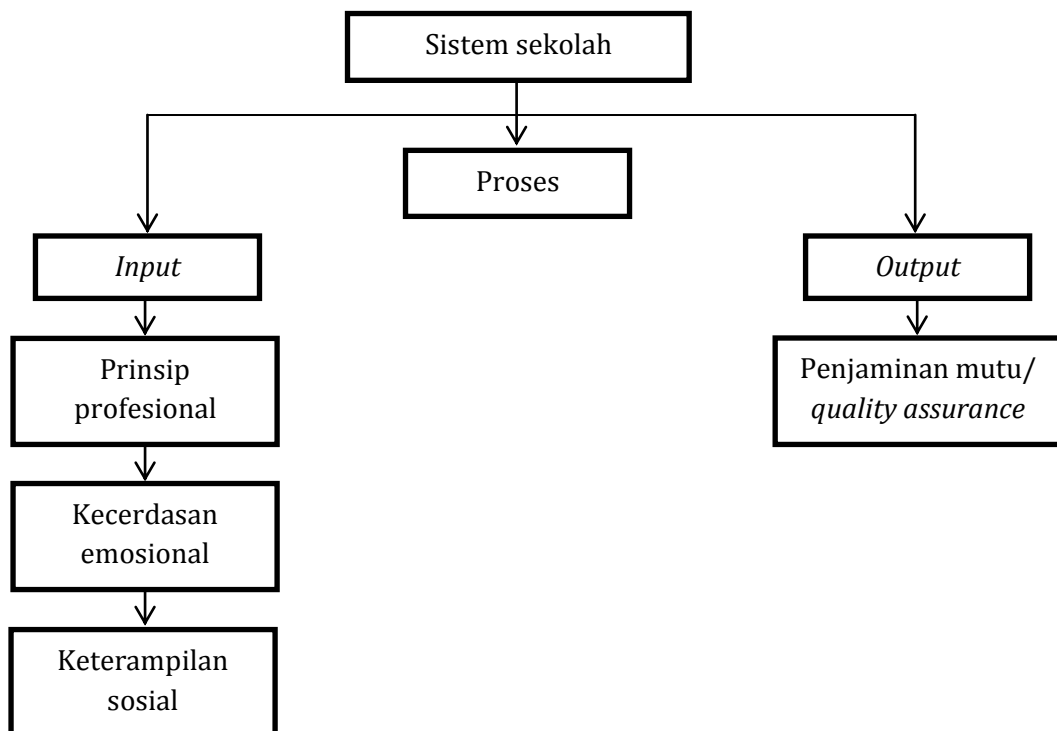 Sistem sekolah
Proses
Input
Output
Prinsip
profesional
Penjaminan mutu/
quality assurance
Kecerdasan
emosional
Keterampilan
sosial